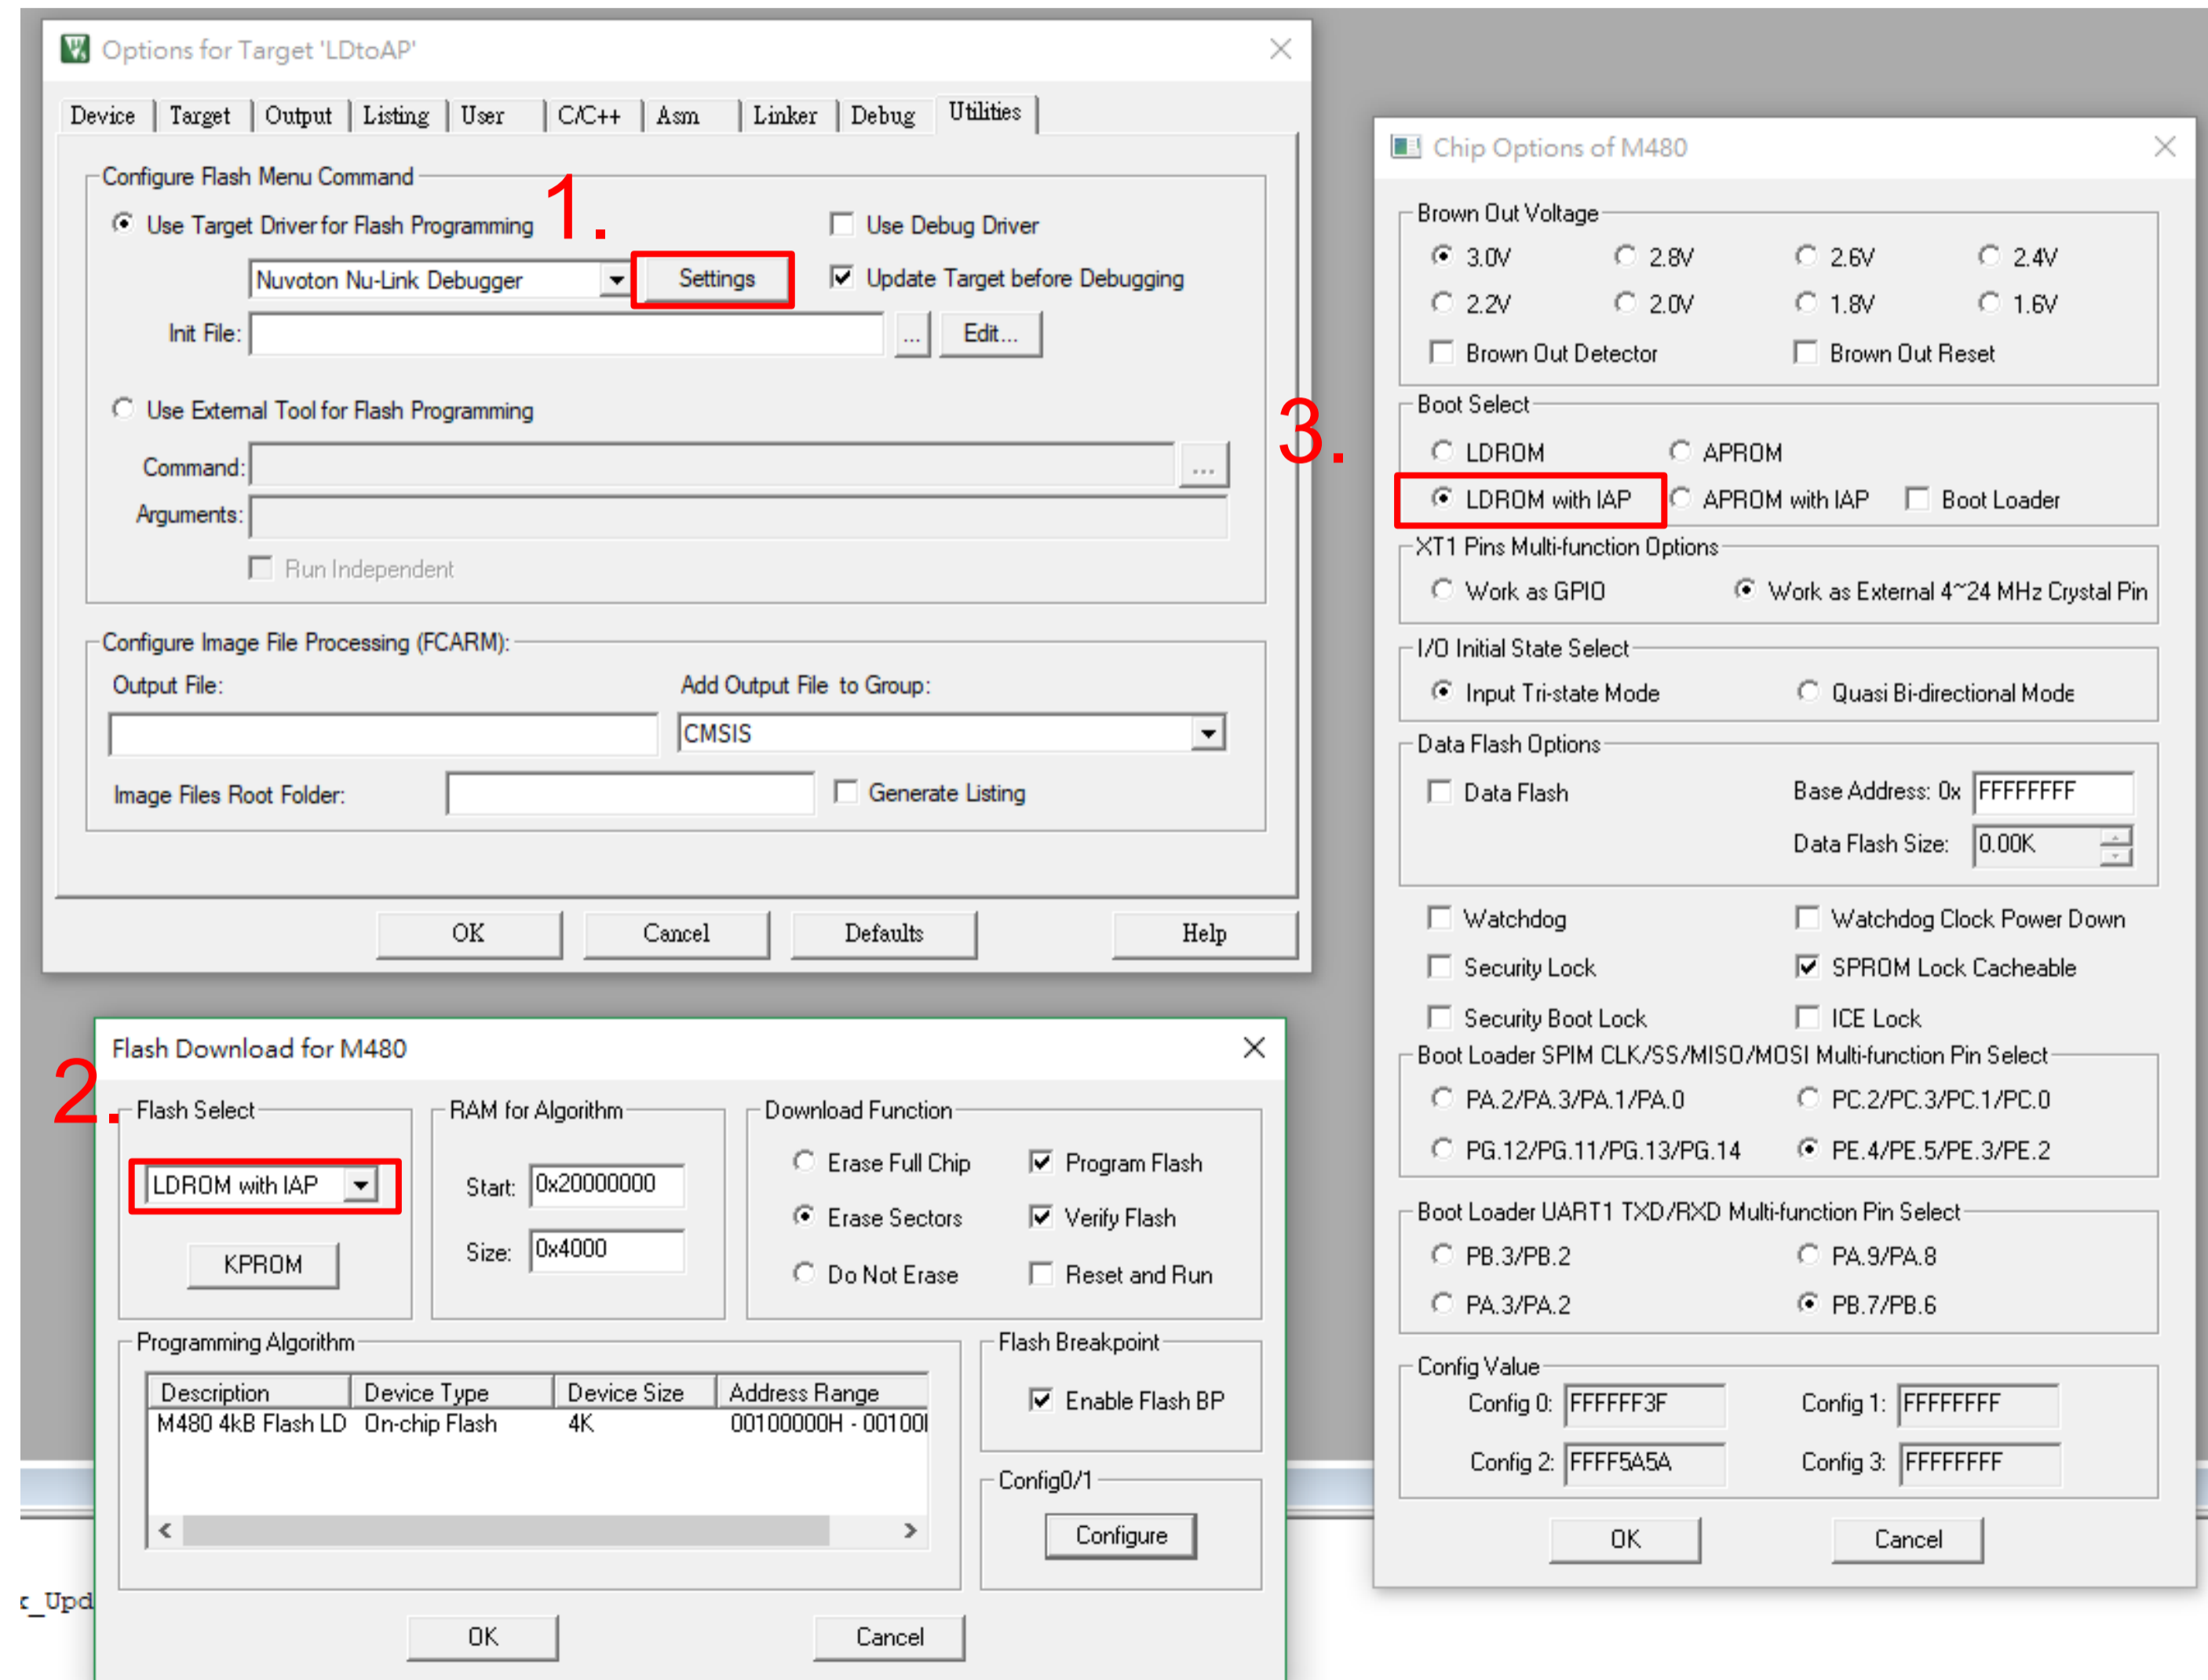 Options for Target 'LDtoAP'
Device Target Output Listing User C/C++ Asm Linker Debug Utilities
Configure Flash Menu Command
1.
Use Target Driver for Flash Programming Use Debug Driver
Nuvoton Nu-Link Debugger Settings Update Target before Debugging
Init File: ... Edit...
Use External Tool for Flash Programming
Command: ...
Arguments:
Run Independent
Configure Image File Processing (FCARM):
Output File: Add Output File to Group:
CMSIS
Image Files Root Folder: Generate Listing
OK Cancel Defaults Help
2.
Flash Download for M480
Flash Select
LDROM with IAP
KPROM
RAM for Algorithm
Start: 0x20000000
Size: 0x4000
Download Function
Erase Full Chip Program Flash
Erase Sectors Verify Flash
Do Not Erase Reset and Run
Programming Algorithm
Description Device Type Device Size Address Range
M480 4kB Flash LD On-chip Flash 4K 00100000H - 00100
Flash Breakpoint
Enable Flash BP
Config0/1
Configure
OK Cancel
_Upd
3.
Chip Options of M480
Brown Out Voltage
3.0V 2.8V 2.6V 2.4V
2.2V 2.0V 1.8V 1.6V
Brown Out Detector Brown Out Reset
Boot Select
LDROM APROM
LDROM with IAP APROM with IAP Boot Loader
XT1 Pins Multi-function Options
Work as GPIO Work as External 4~24 MHz Crystal Pin
I/O Initial State Select
Input Tri-state Mode Quasi Bi-directional Mode
Data Flash Options
Data Flash Base Address: 0x FFFFFFFF
Data Flash Size: 0.00K
Watchdog Watchdog Clock Power Down
Security Lock SPROM Lock Cacheable
Security Boot Lock ICE Lock
Boot Loader SPIM CLK/SS/MISO/MOSI Multi-function Pin Select
PA.2/PA.3/PA.1/PA.0 PC.2/PC.3/PC.1/PC.0
PG.12/PG.11/PG.13/PG.14 PE.4/PE.5/PE.3/PE.2
Boot Loader UART1 TXD/RXD Multi-function Pin Select
PB.3/PB.2 PA.9/PA.8
PA.3/PA.2 PB.7/PB.6
Config Value
Config 0: FFFFFF3F Config 1: FFFFFFFF
Config 2: FFFF5A5A Config 3: FFFFFFFF
OK Cancel